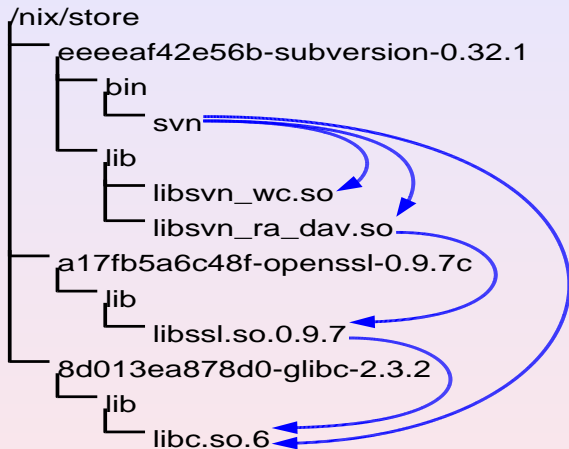 /nix/store
eeeeaf42e56b-subversion-0.32.1
bin
svn
lib
libsvn_wc.so
libsvn_ra_dav.so
a17fb5a6c48f-openssl-0.9.7c
lib
libssl.so.0.9.7
8d013ea878d0-glibc-2.3.2
lib
libc.so.6